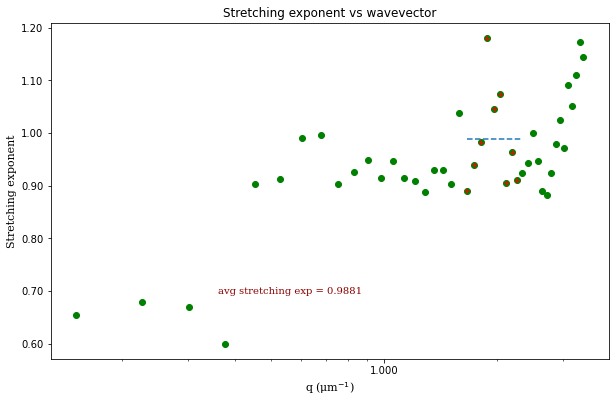 Stretching exponent vs wavevector
1.20
1.10
1.00
0.90
0.80
0.70
0.60
Stretching exponent
avg stretching exp = 0.9881
1.000
q (μm⁻¹)